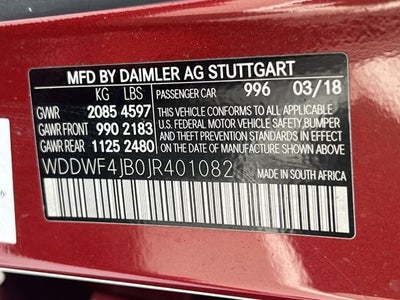 MFD BY DAIMLER AG STUTTGART
KG LBS PASSENGER CAR 996 03/18
GVWR 2085 4597 THIS VEHICLE CONFORMS TO ALL APPLICABLE
GAWR FRONT 990 2183 U.S. FEDERAL MOTOR VEHICLE SAFETY, BUMPER
GAWR REAR 1125 2480 AND THEFT PREVENTION STANDARDS IN EFFECT
ON THE DATE OF MANUFACTURE SHOWN ABOVE.
WDDWF4JB0JR401082 MADE IN SOUTH AFRICA